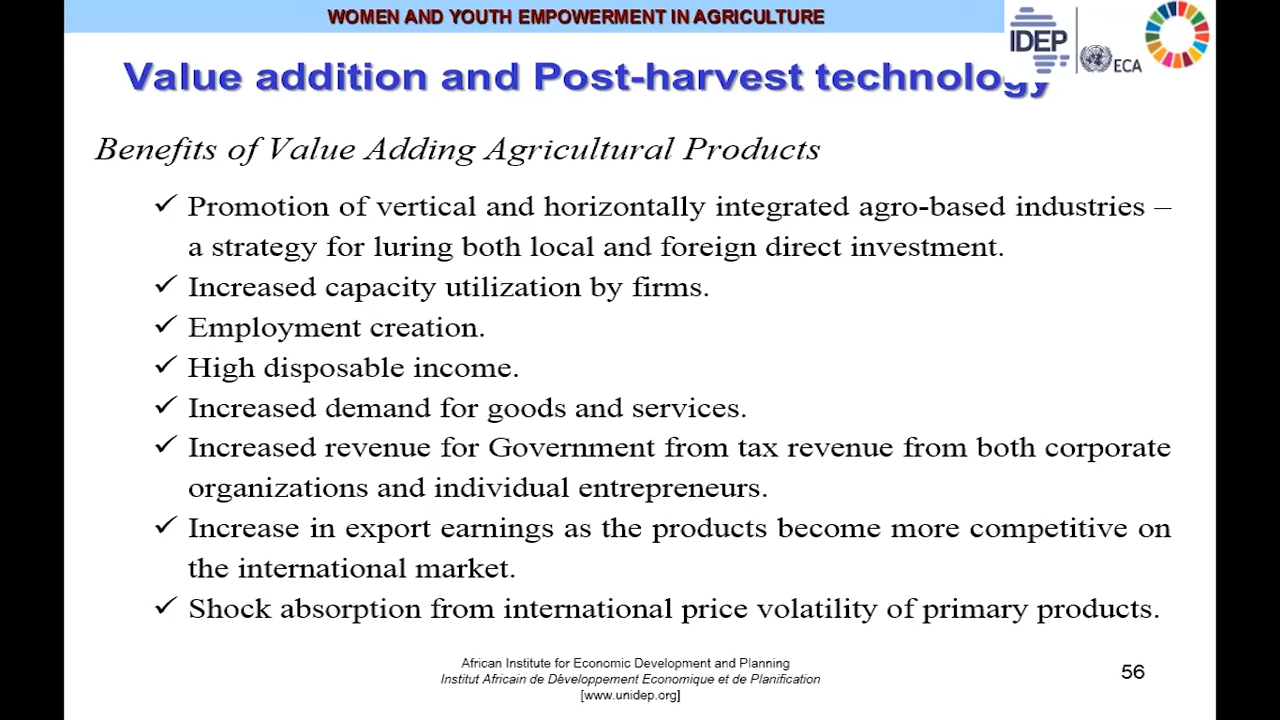 WOMEN AND YOUTH EMPOWERMENT IN AGRICULTURE
IDEP
ECA
Value addition and Post-harvest technology
Benefits of Value Adding Agricultural Products
✓ Promotion of vertical and horizontally integrated agro-based industries –
a strategy for luring both local and foreign direct investment.
✓ Increased capacity utilization by firms.
✓ Employment creation.
✓ High disposable income.
✓ Increased demand for goods and services.
✓ Increased revenue for Government from tax revenue from both corporate
organizations and individual entrepreneurs.
✓ Increase in export earnings as the products become more competitive on
the international market.
✓ Shock absorption from international price volatility of primary products.
African Institute for Economic Development and Planning
Institut Africain de Développement Economique et de Planification
[www.unidep.org]
56